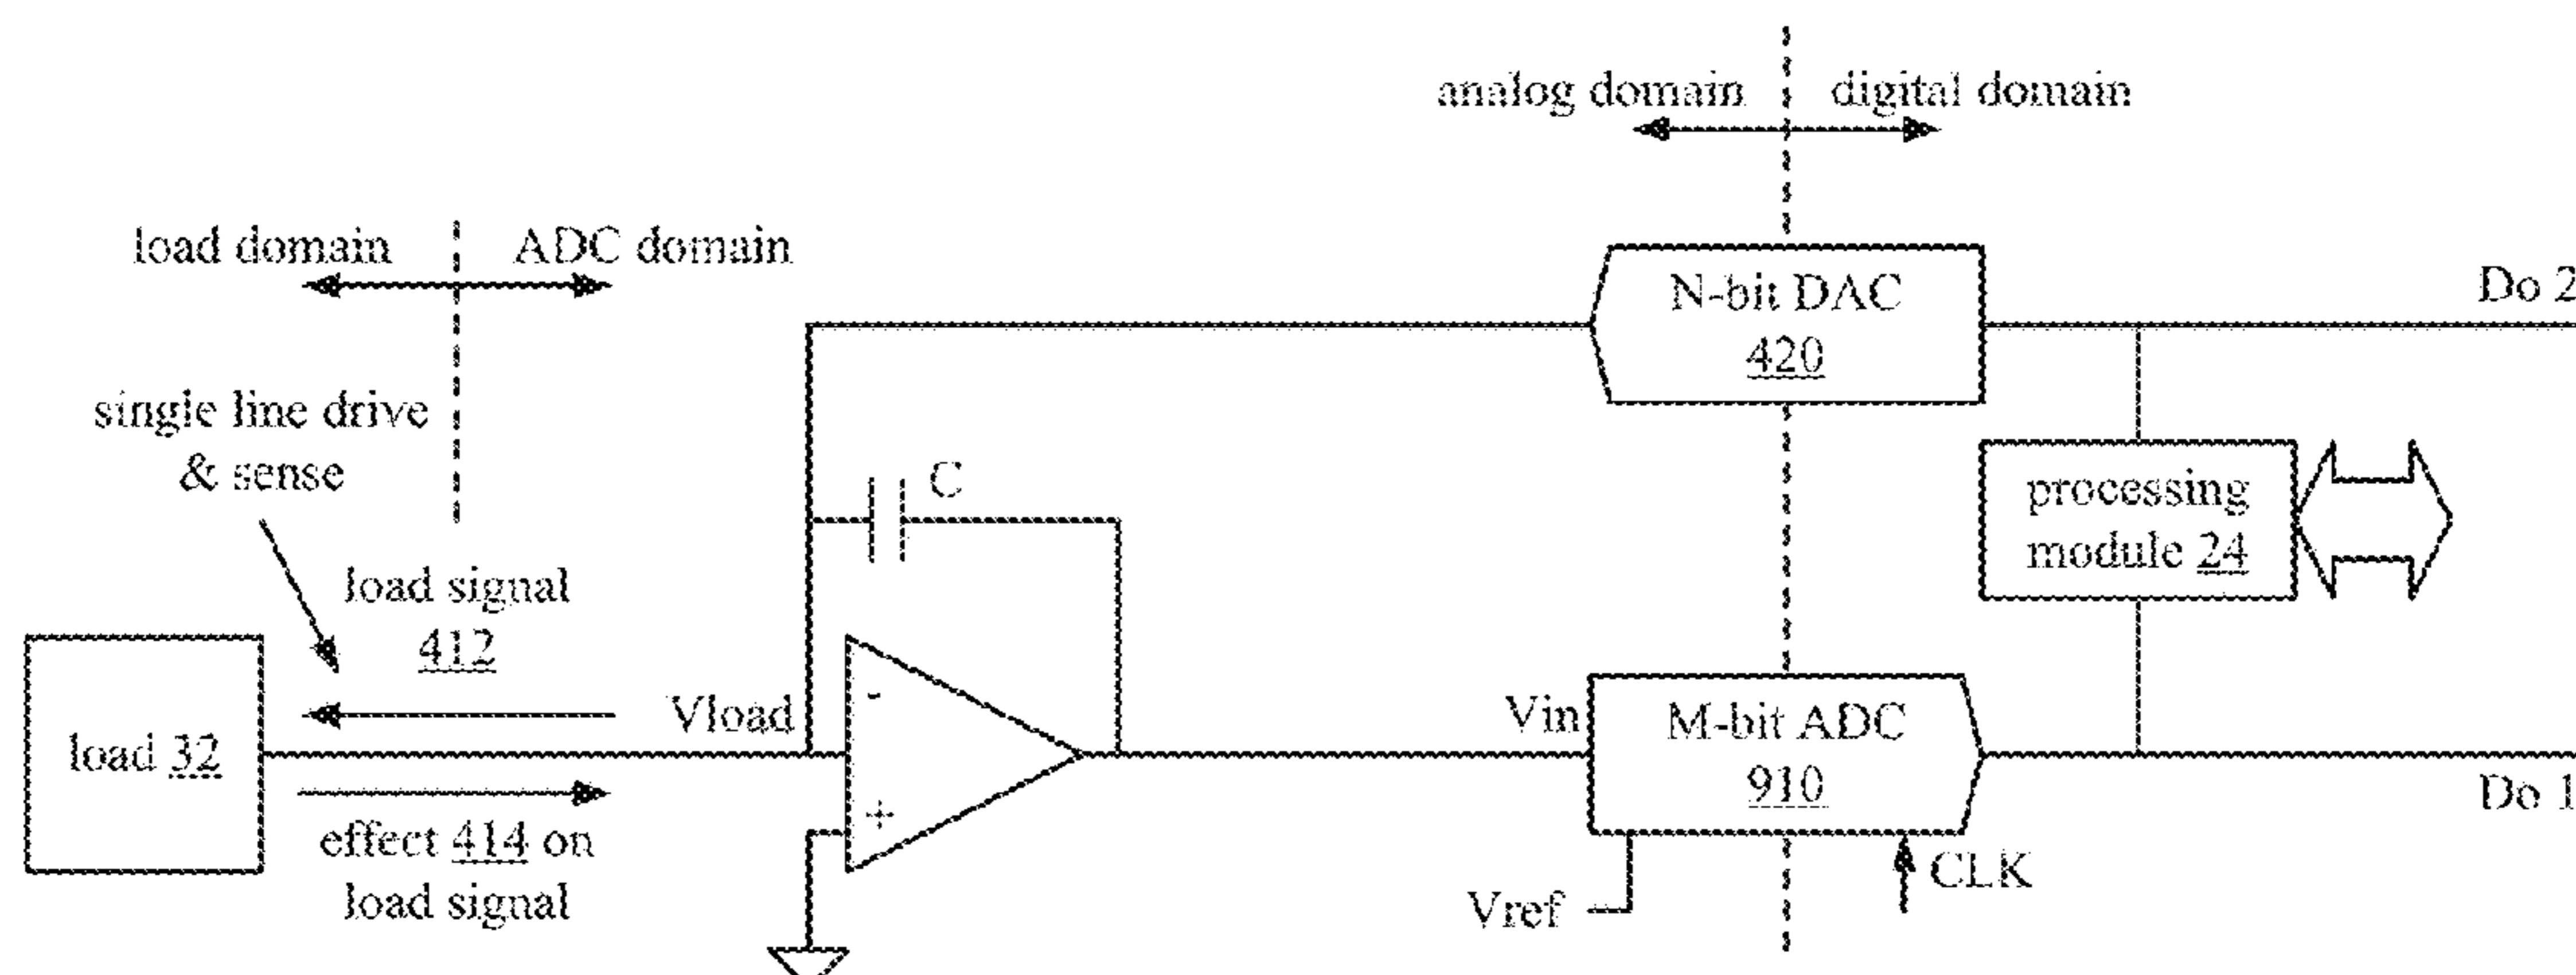 analog domain
digital domain
load domain
ADC domain
N-bit DAC
420
Do 2
single line drive
& sense
C
processing
module 24
load signal
412
Vload
-
+
Vin
M-bit ADC
910
load 32
effect 414 on
load signal
Do 1
Vref
CLK